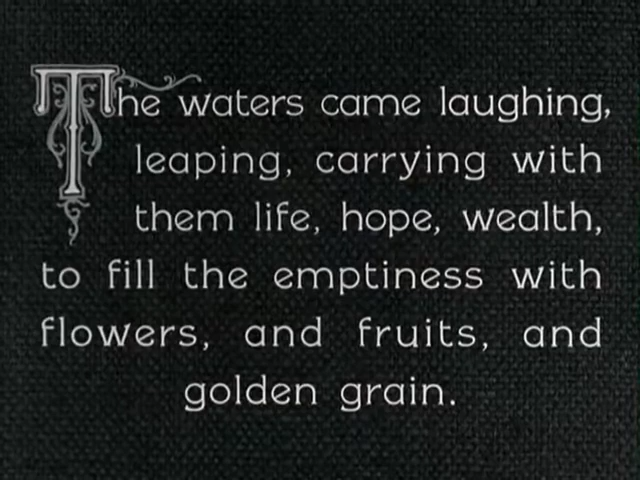 The waters came laughing,
leaping, carrying with
them life, hope, wealth,
to fill the emptiness with
flowers, and fruits, and
golden grain.